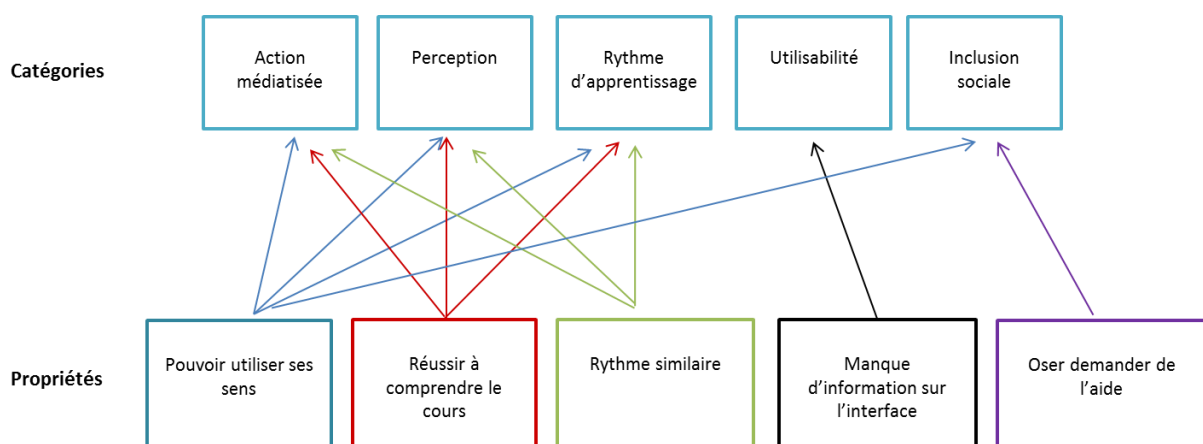 Catégories
Action
médiatisée
Perception
Rythme
d’apprentissage
Utilisabilité
Inclusion
sociale
Propriétés
Pouvoir utiliser ses
sens
Réussir à
comprendre le
cours
Rythme similaire
Manque
d’information sur
l’interface
Oser demander de
l’aide